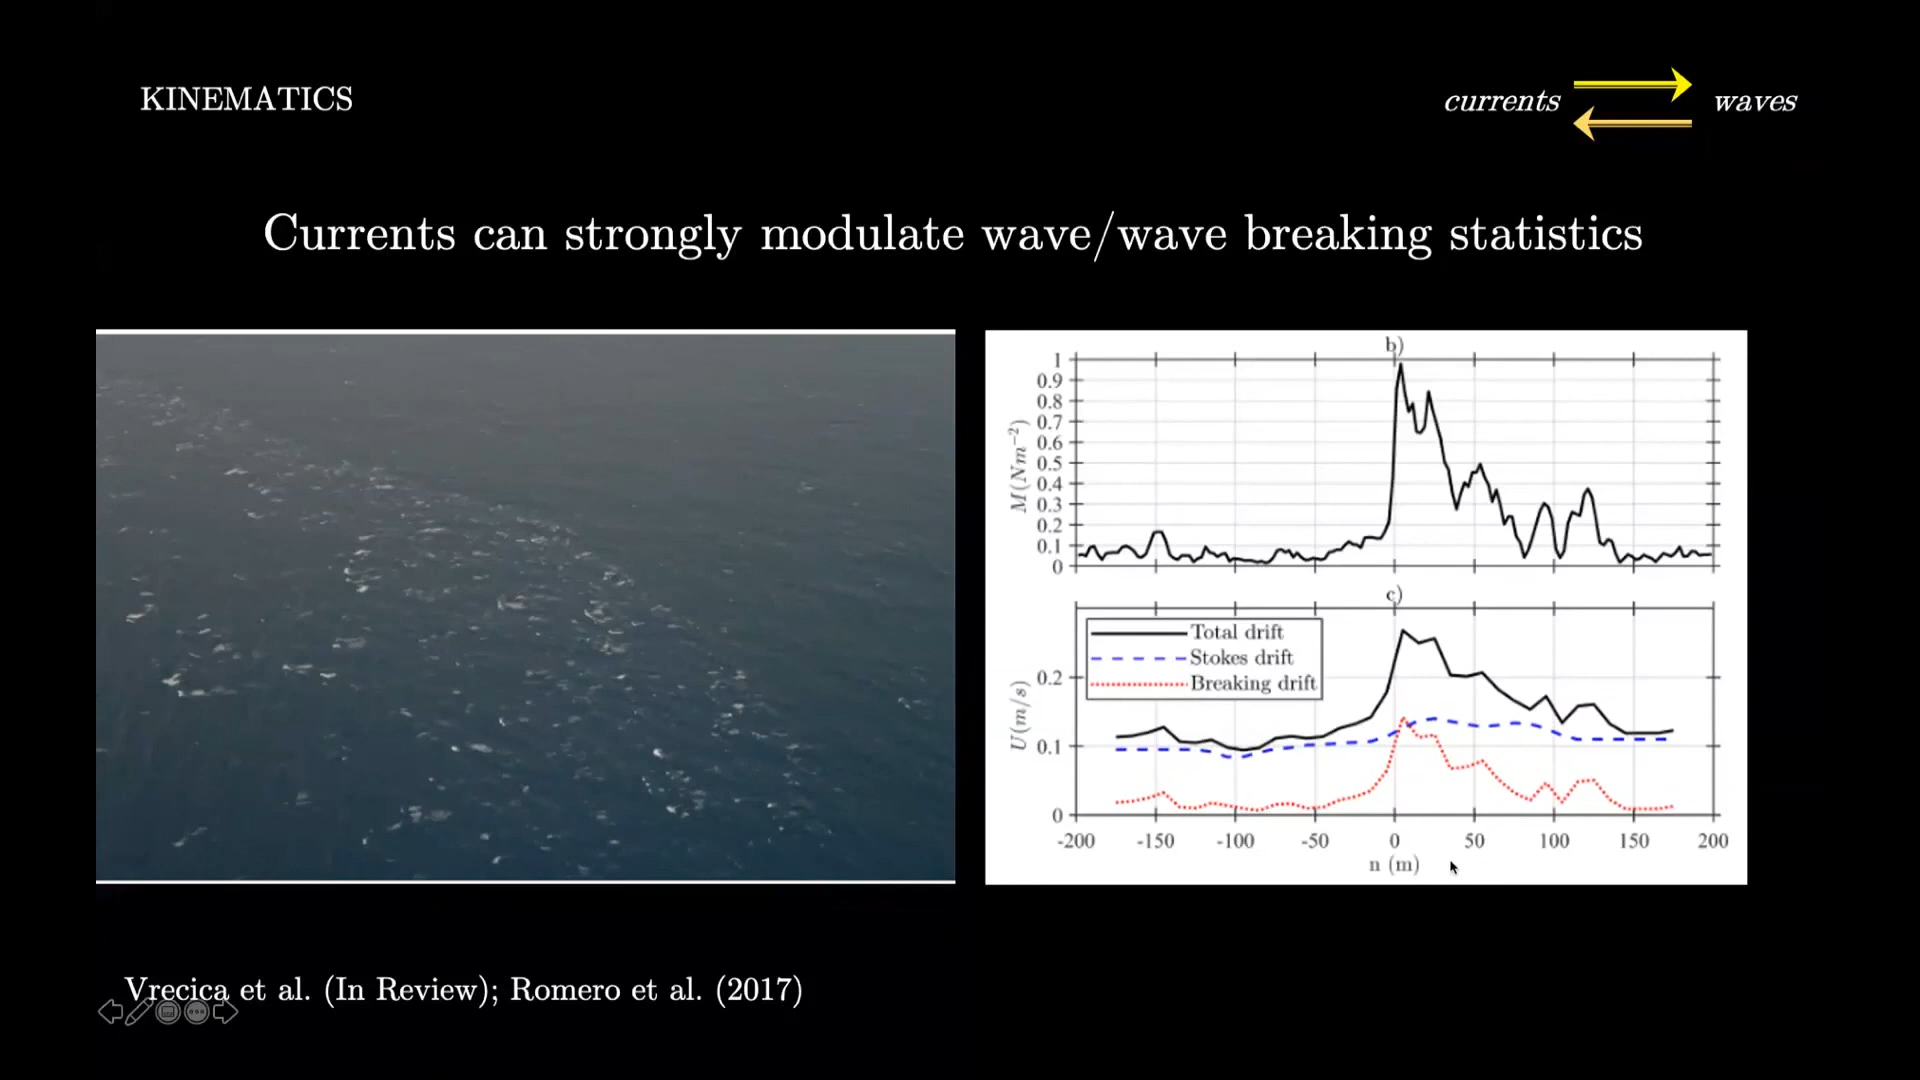 KINEMATICS
currents waves
Currents can strongly modulate wave/wave breaking statistics
b)
1
0.9
0.8
0.7
0.6
0.5
0.4
0.3
0.2
0.1
0
M(Nm⁻²)
c)
Total drift
Stokes drift
Breaking drift
0.2
0.1
0
U(m/s)
-200 -150 -100 -50 0 50 100 150 200
n (m)
Vrecica et al. (In Review); Romero et al. (2017)